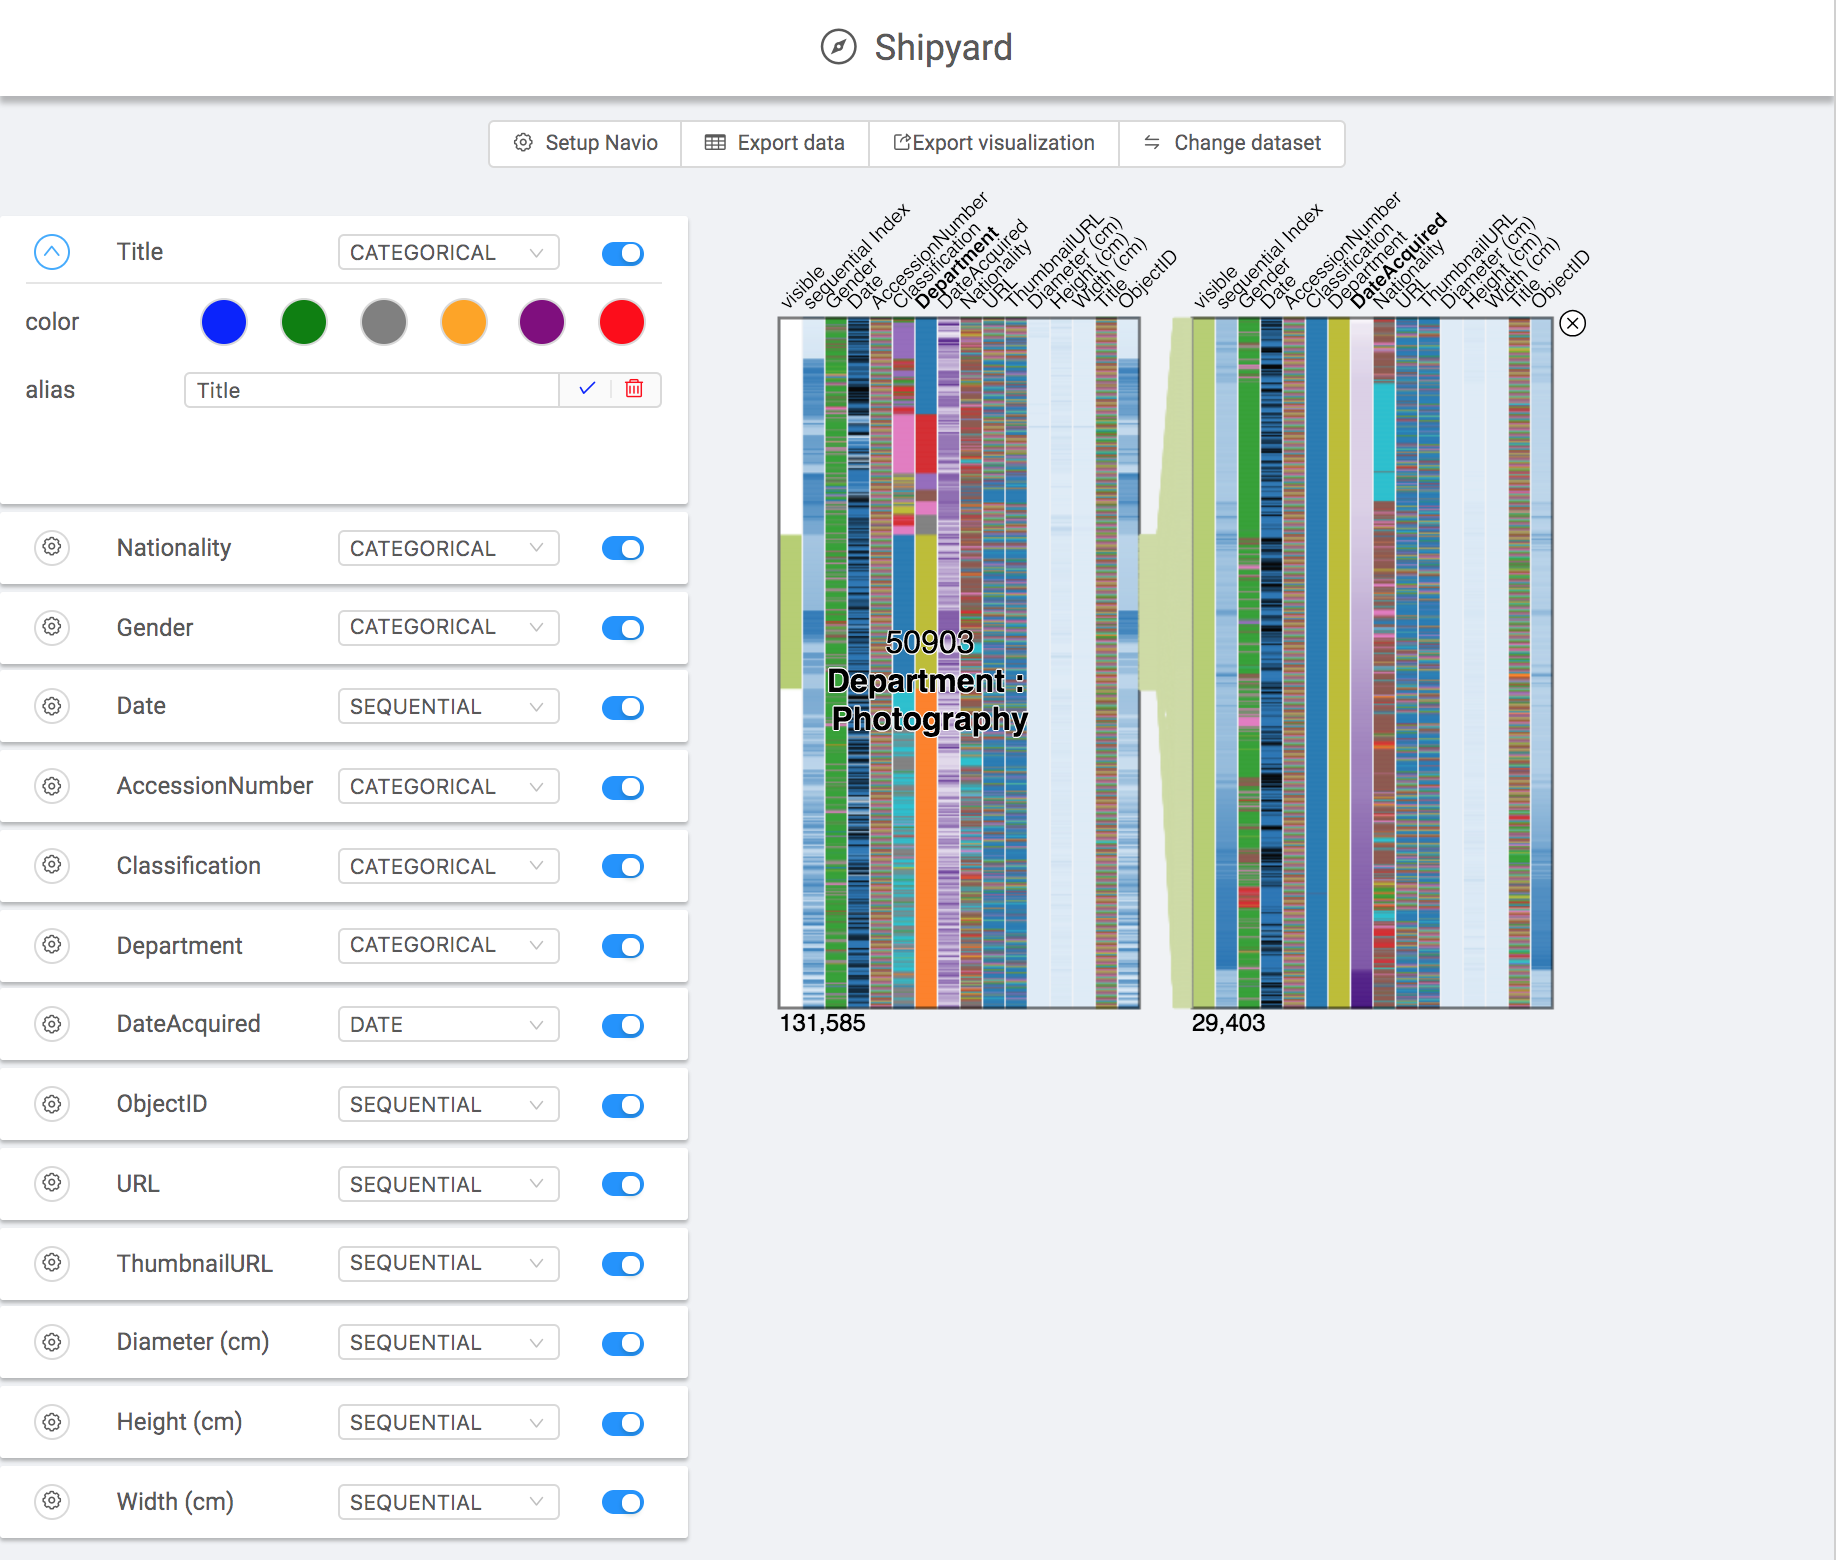 Shipyard
Setup Navio
Export data
Export visualization
Change dataset
Title
CATEGORICAL
color
alias
Title
Nationality
CATEGORICAL
Gender
CATEGORICAL
Date
SEQUENTIAL
AccessionNumber
CATEGORICAL
Classification
CATEGORICAL
Department
CATEGORICAL
DateAcquired
DATE
ObjectID
SEQUENTIAL
URL
SEQUENTIAL
ThumbnailURL
SEQUENTIAL
Diameter (cm)
SEQUENTIAL
Height (cm)
SEQUENTIAL
Width (cm)
SEQUENTIAL
visible
sequential Index
Gender
Date
AccessionNumber
Classification
Department
DateAcquired
Nationality
URL
ThumbnailURL
Diameter (cm)
Height (cm)
Width (cm)
Title
ObjectID
50903
Department :
Photography
131,585
visible
sequential Index
Gender
Date
AccessionNumber
Classification
Department
DateAcquired
Nationality
URL
ThumbnailURL
Diameter (cm)
Height (cm)
Width (cm)
Title
ObjectID
29,403